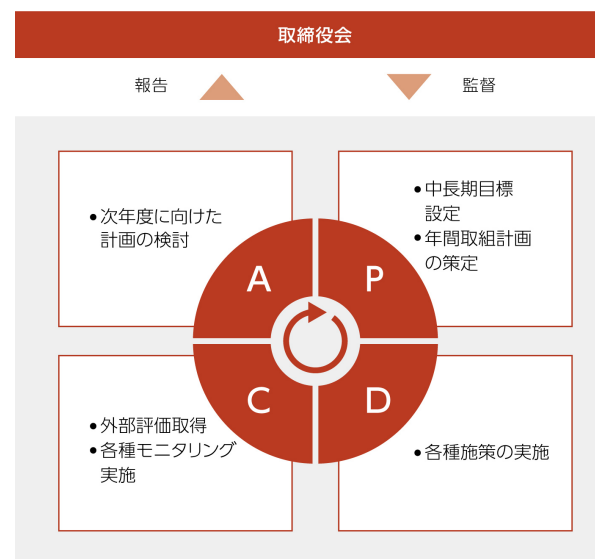 取締役会
報告
監督
●次年度に向けた
計画の検討
●中長期目標
設定
●年間取組計画
の策定
A
P
C
D
●外部評価取得
●各種モニタリング
実施
●各種施策の実施